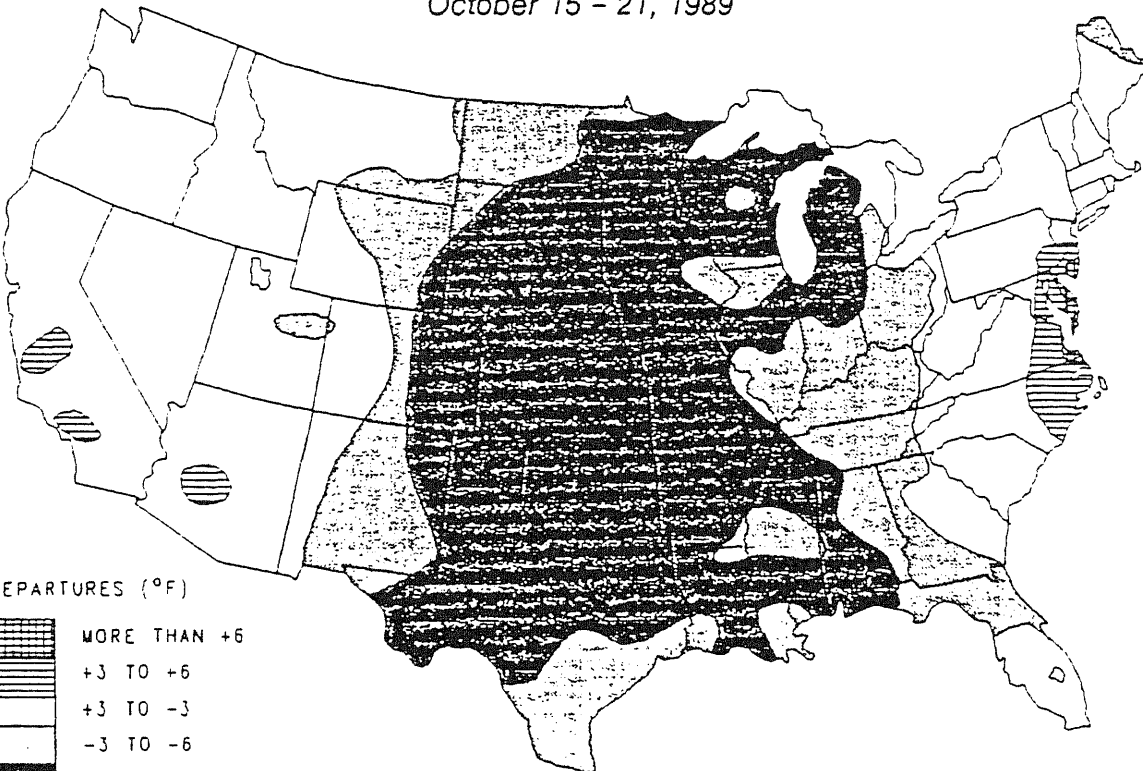 October 15 – 21, 1989
EPARTURES (°F)
MORE THAN +6
+3 TO +6
+3 TO -3
-3 TO -6